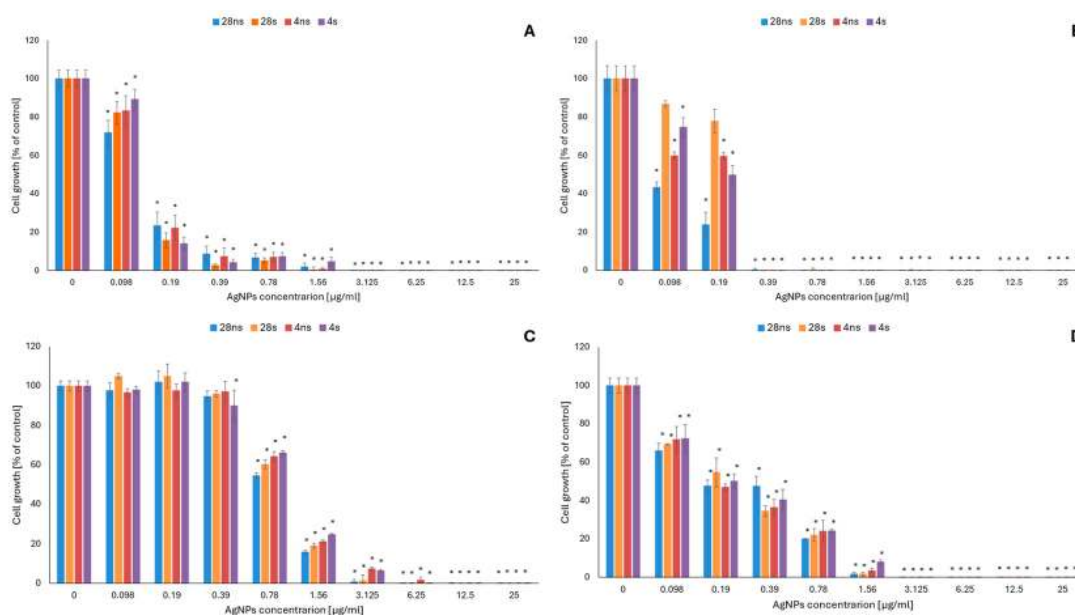 28ns 28s 4ns 4s
A
120
100
80
60
40
20
0
Cell growth [% of control]
* * * * * * * * * * * * * * * * * * * * * * * * * * * * * * * * * * * *
0 0.098 0.19 0.39 0.78 1.56 3.125 6.25 12.5 25
AgNPs concentrarion [µg/ml]
28ns 28s 4ns 4s
120
100
80
60
40
20
0
Cell growth [% of control]
0 0.098 0.19 0.39 0.78 1.56 3.125 6.25 12.5 25
AgNPs concentrarion [µg/ml]
28ns 28s 4ns 4s
C
120
100
80
60
40
20
0
Cell growth [% of control]
0 0.098 0.19 0.39 0.78 1.56 3.125 6.25 12.5 25
AgNPs concentrarion [µg/ml]
28ns 28s 4ns 4s
120
100
80
60
40
20
0
Cell growth [% of control]
0 0.098 0.19 0.39 0.78 1.56 3.125 6.25 12.5 25
AgNPs concentrarion [µg/ml]